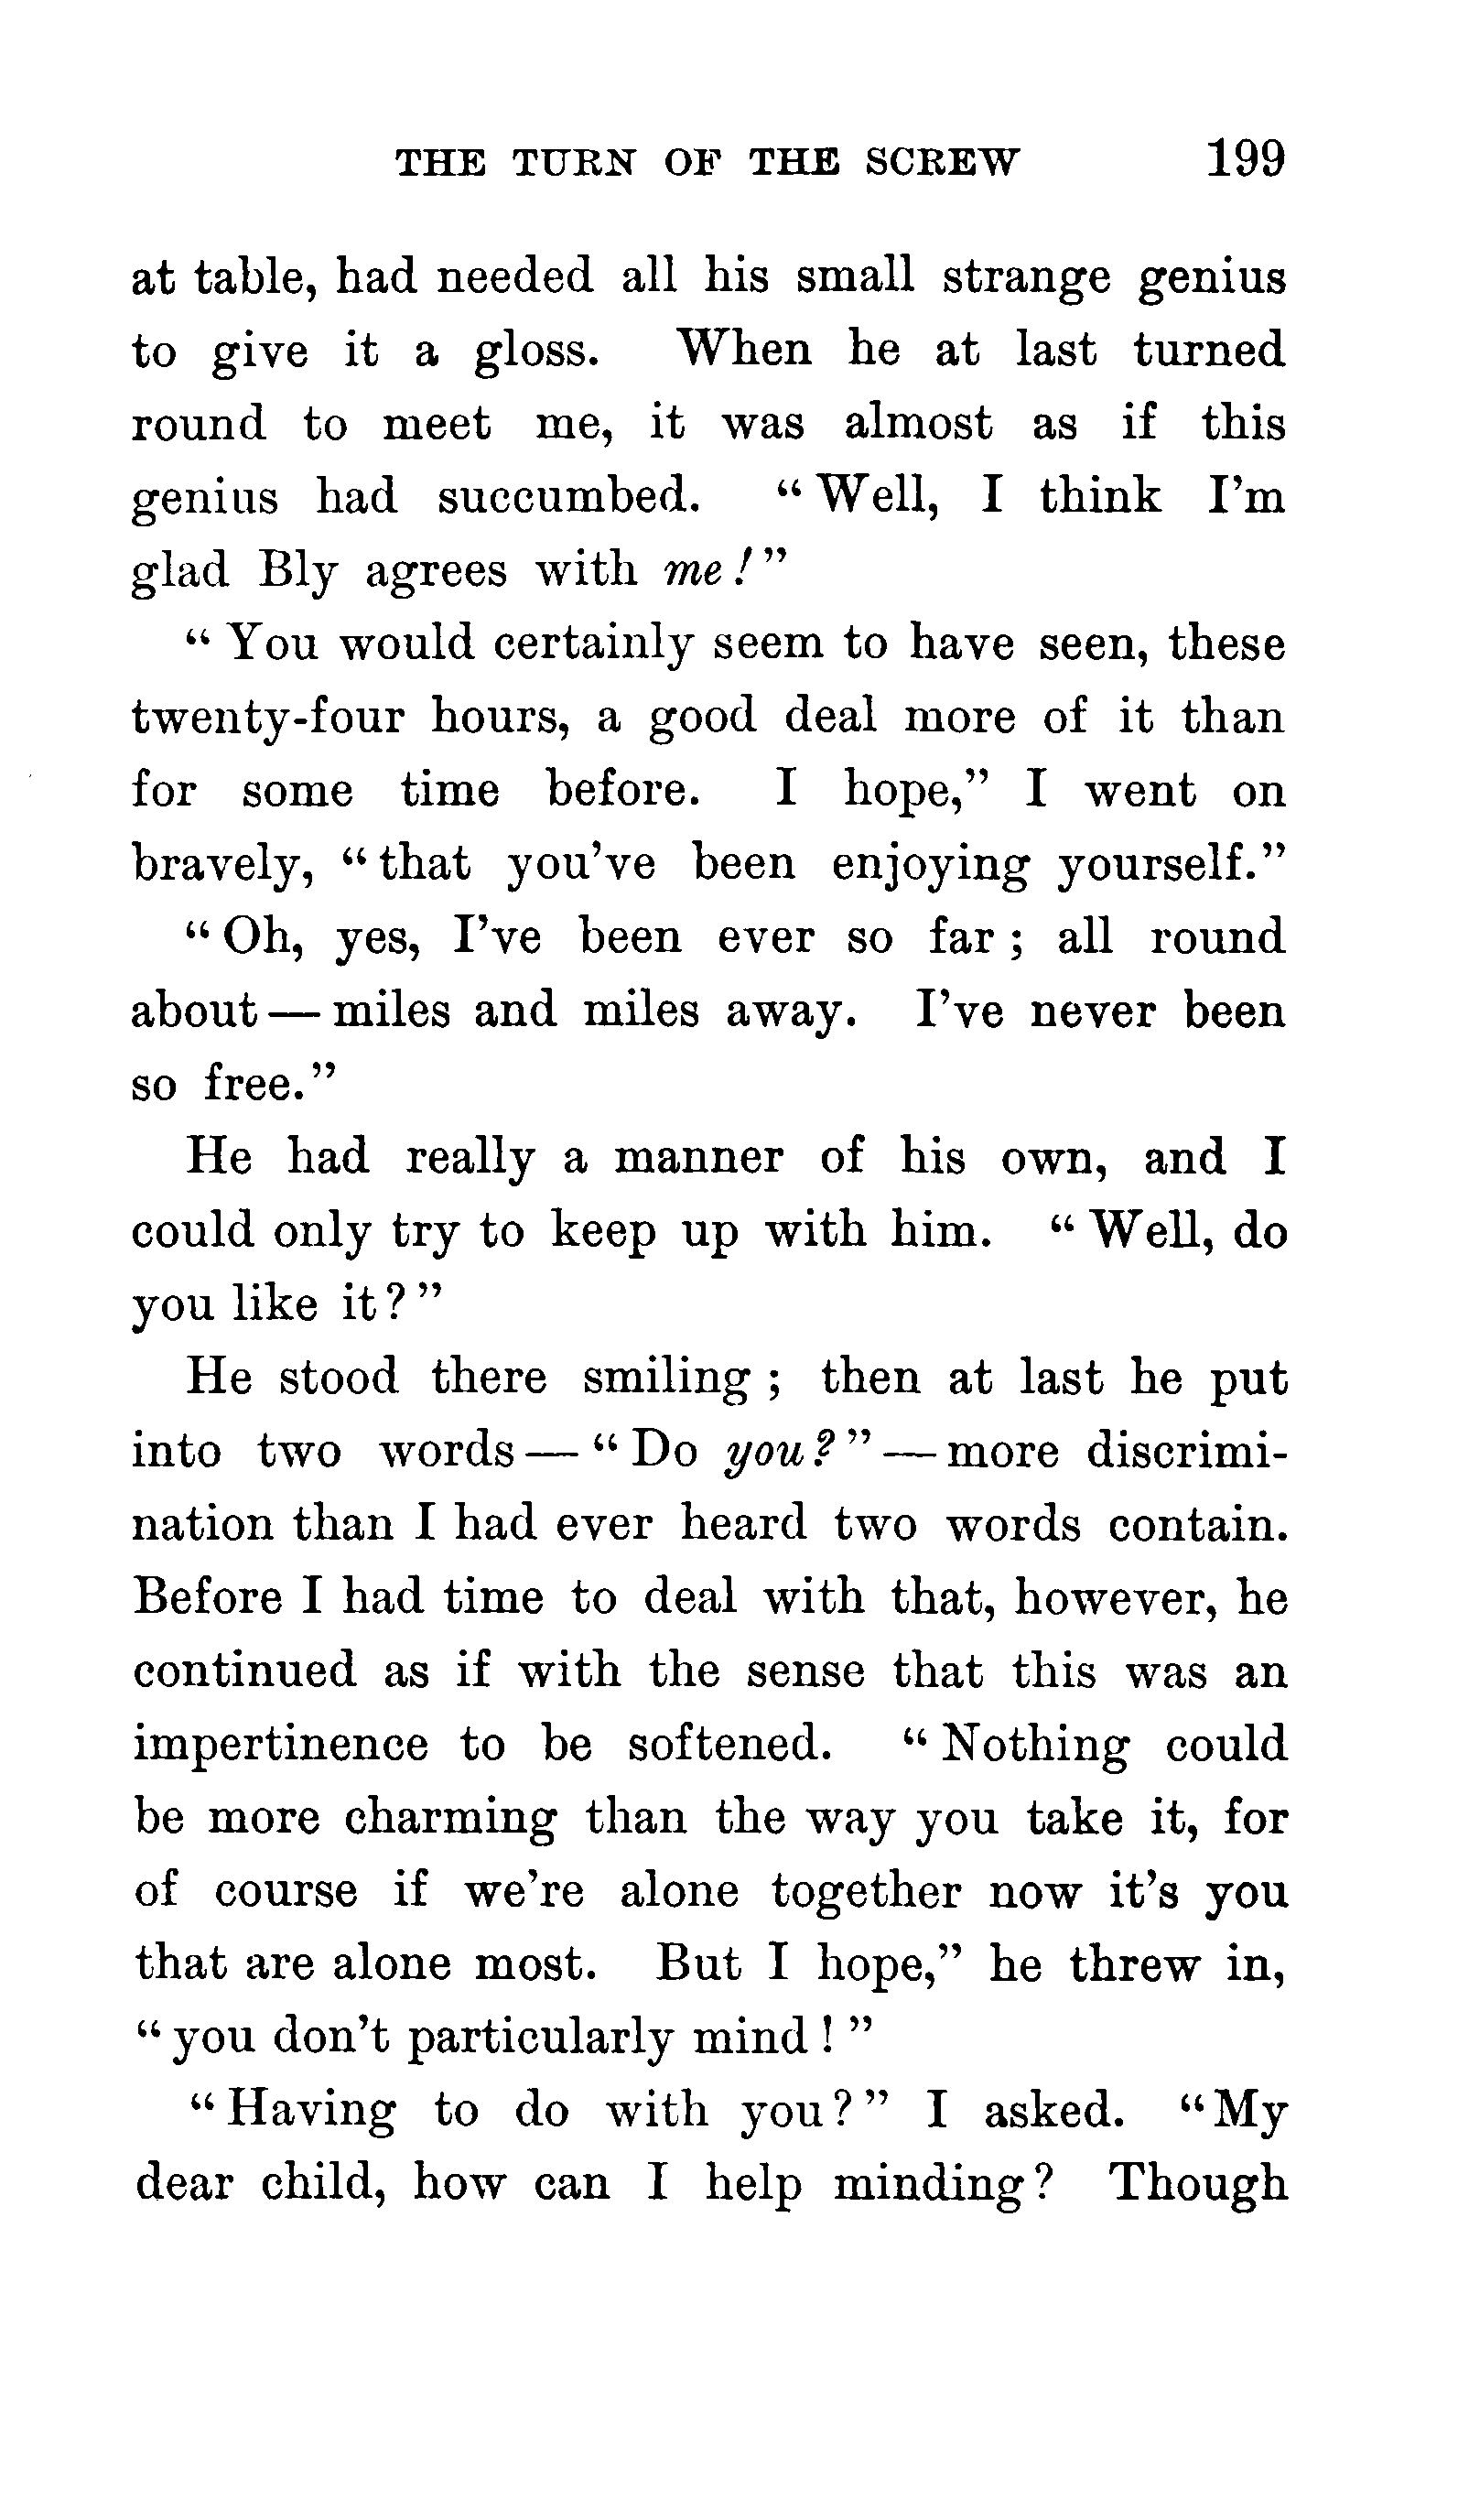 THE TURN OF THE SCREW 199
at table, had needed all his small strange genius
to give it a gloss. When he at last turned
round to meet me, it was almost as if this
genius had succumbed. “Well, I think I’m
glad Bly agrees with me!”
“You would certainly seem to have seen, these
twenty-four hours, a good deal more of it than
for some time before. I hope,” I went on
bravely, “that you’ve been enjoying yourself.”
“Oh, yes, I’ve been ever so far; all round
about—miles and miles away. I’ve never been
so free.”
He had really a manner of his own, and I
could only try to keep up with him. “Well, do
you like it?”
He stood there smiling; then at last he put
into two words—“Do you?”—more discrimi-
nation than I had ever heard two words contain.
Before I had time to deal with that, however, he
continued as if with the sense that this was an
impertinence to be softened. “Nothing could
be more charming than the way you take it, for
of course if we’re alone together now it’s you
that are alone most. But I hope,” he threw in,
“you don’t particularly mind!”
“Having to do with you?” I asked. “My
dear child, how can I help minding? Though